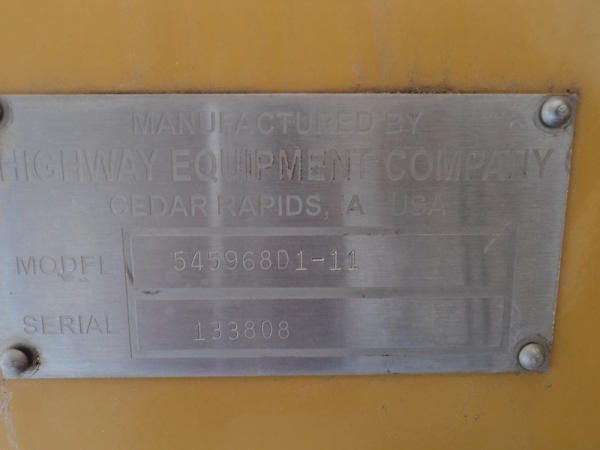 MANUFACTURED BY
HIGHWAY EQUIPMENT COMPANY
CEDAR RAPIDS, IA USA
MODEL 545968D1-11
SERIAL 133808